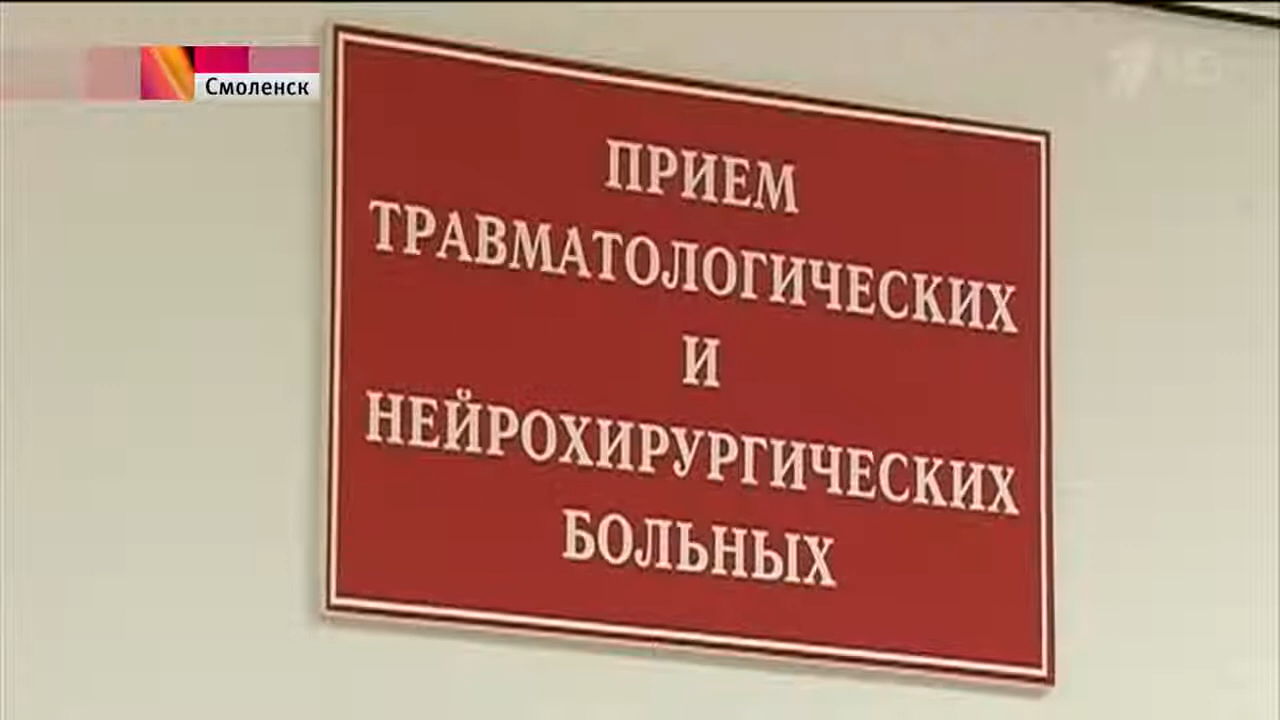 Смоленск
ПРИЕМ
ТРАВМАТОЛОГИЧЕСКИХ
И
НЕЙРОХИРУРГИЧЕСКИХ
БОЛЬНЫХ